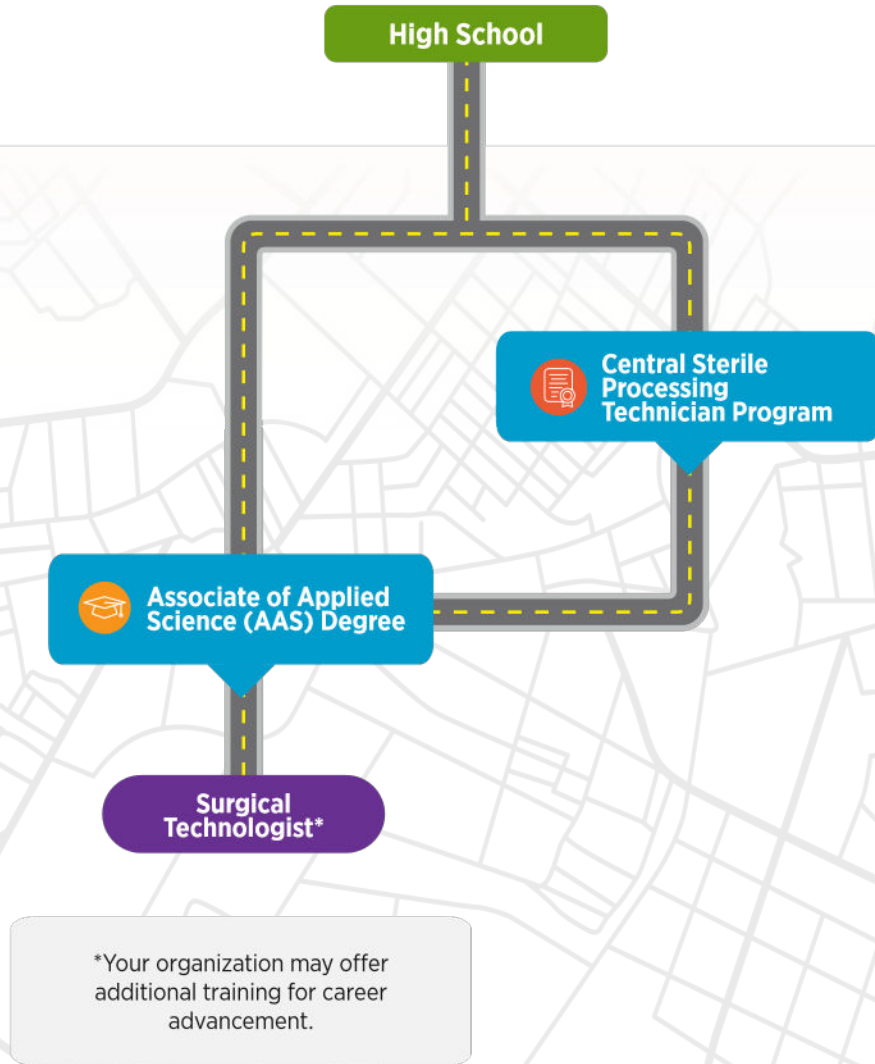 High School
Central Sterile
Processing
Technician Program
Associate of Applied
Science (AAS) Degree
Surgical
Technologist*
*Your organization may offer
additional training for career
advancement.